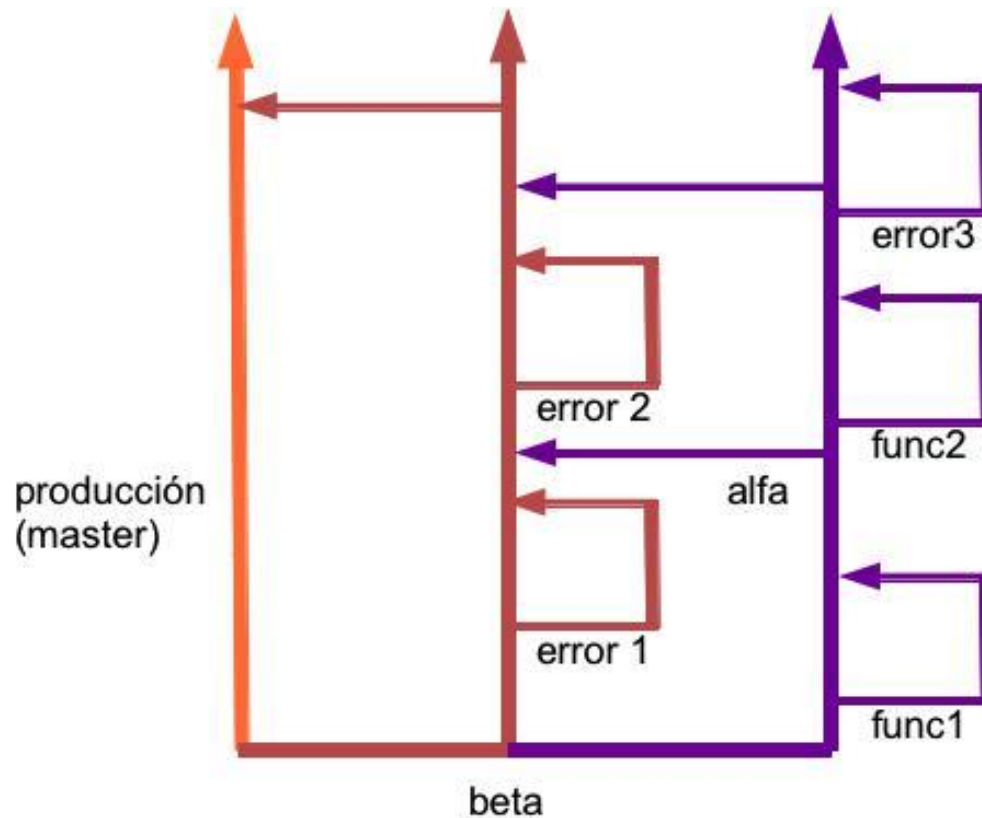 error3
error 2
func2
producción
(master)
alfa
error 1
func1
beta